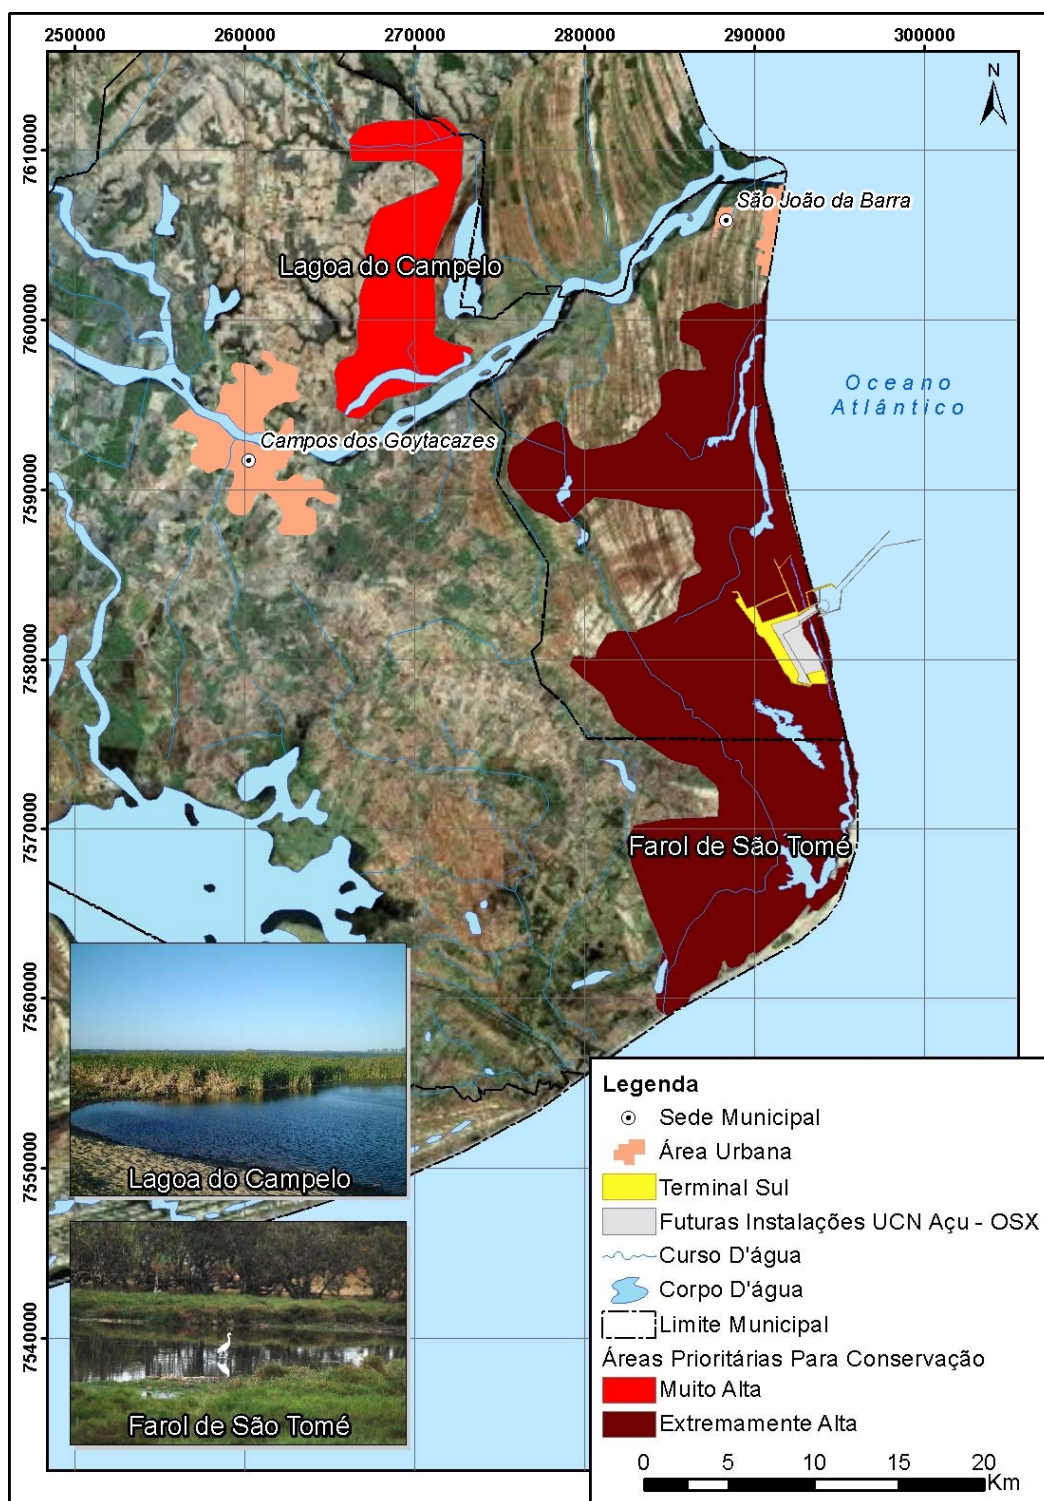 250000 260000 270000 280000 290000 300000
N
7610000
São João da Barra
Lagoa do Campelo
7600000
Oceano
Atlântico
Campos dos Goytacazes
7590000
7580000
7570000
Farol de São Tomé
7560000
7550000
7540000
Lagoa do Campelo
Farol de São Tomé
Legenda
Sede Municipal
Área Urbana
Terminal Sul
Futuras Instalações UCN Açu - OSX
Curso D'água
Corpo D'água
Limite Municipal
Áreas Prioritárias Para Conservação
Muito Alta
Extremamente Alta
0 5 10 15 20
Km